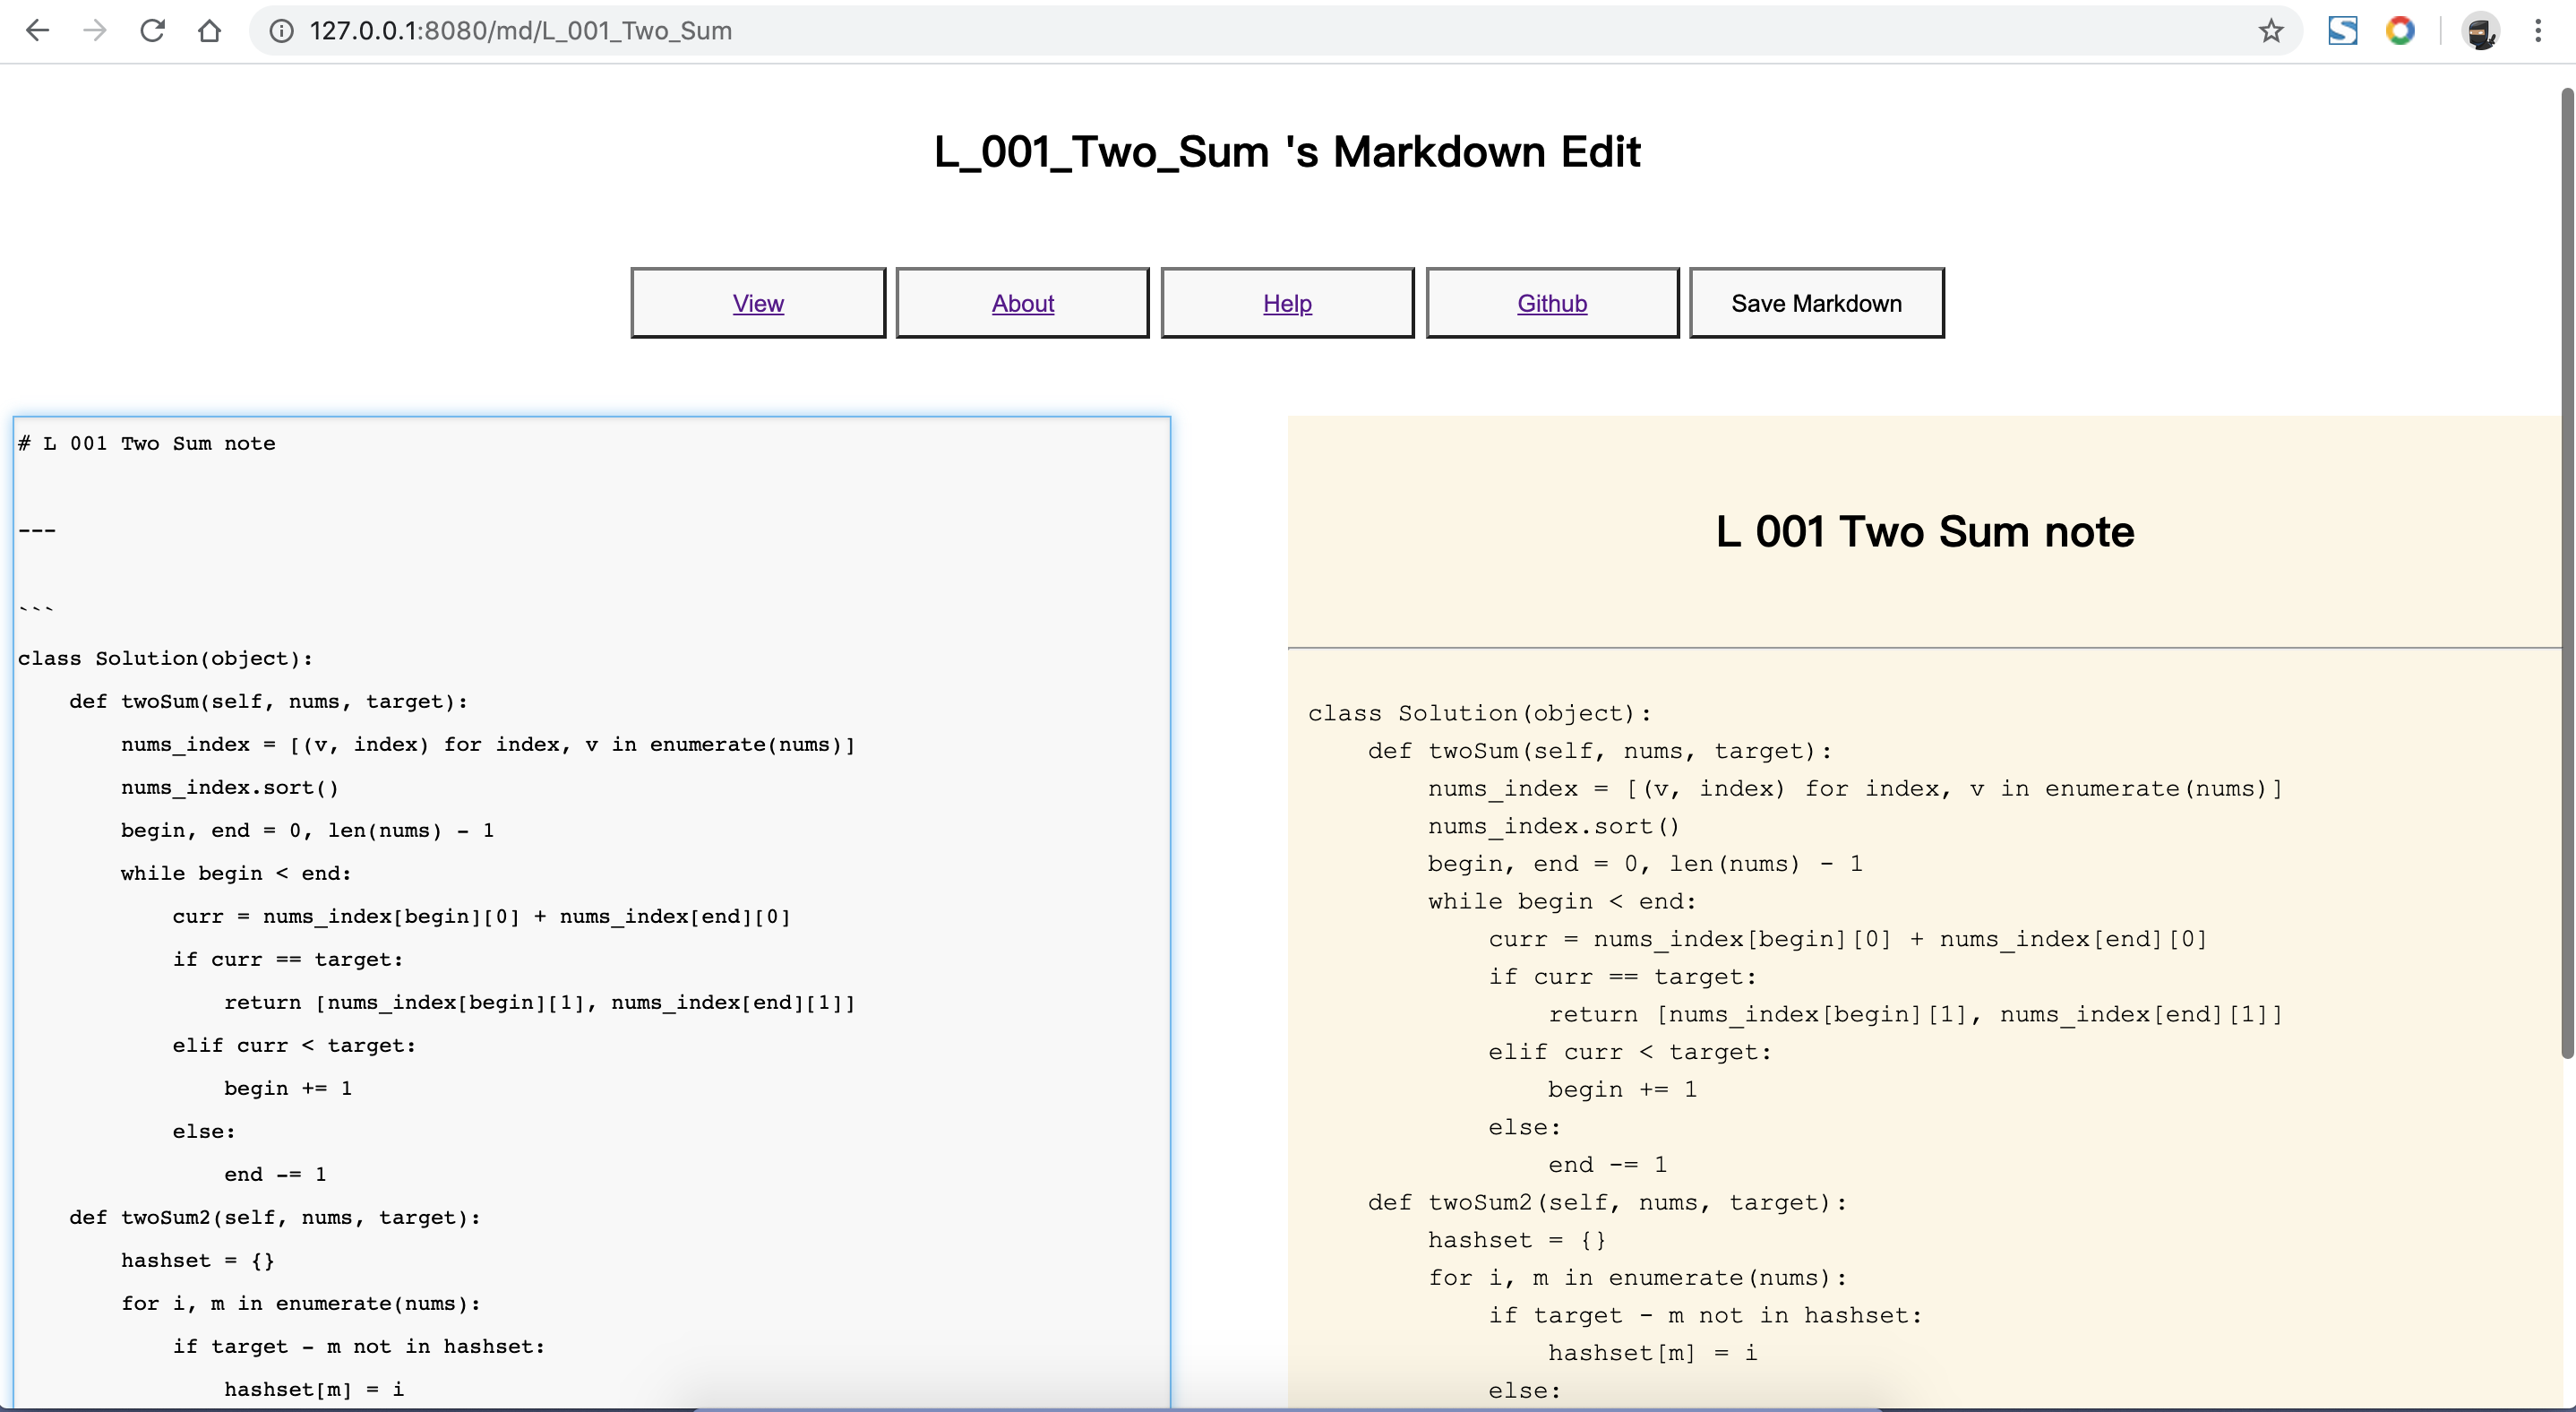 127.0.0.1:8080/md/L_001_Two_Sum
L_001_Two_Sum 's Markdown Edit
View About Help Github Save Markdown
# L 001 Two Sum note
---
```
class Solution(object):
    def twoSum(self, nums, target):
        nums_index = [(v, index) for index, v in enumerate(nums)]
        nums_index.sort()
        begin, end = 0, len(nums) - 1
        while begin < end:
            curr = nums_index[begin][0] + nums_index[end][0]
            if curr == target:
                return [nums_index[begin][1], nums_index[end][1]]
            elif curr < target:
                begin += 1
            else:
                end -= 1
    def twoSum2(self, nums, target):
        hashset = {}
        for i, m in enumerate(nums):
            if target - m not in hashset:
                hashset[m] = i
L 001 Two Sum note
class Solution(object):
    def twoSum(self, nums, target):
        nums_index = [(v, index) for index, v in enumerate(nums)]
        nums_index.sort()
        begin, end = 0, len(nums) - 1
        while begin < end:
            curr = nums_index[begin][0] + nums_index[end][0]
            if curr == target:
                return [nums_index[begin][1], nums_index[end][1]]
            elif curr < target:
                begin += 1
            else:
                end -= 1
    def twoSum2(self, nums, target):
        hashset = {}
        for i, m in enumerate(nums):
            if target - m not in hashset:
                hashset[m] = i
            else: